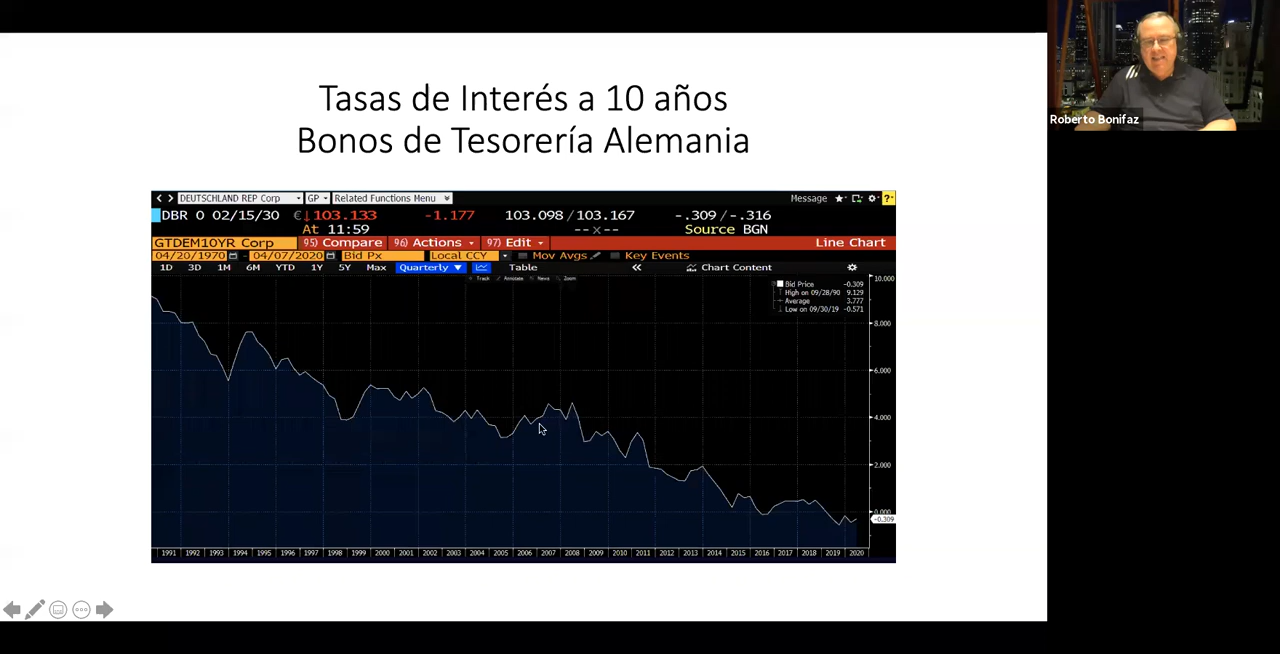 Tasas de Interés a 10 años
Bonos de Tesorería Alemania
Roberto Bonifaz
DEUTSCHLAND REP Corp GP Related Functions Menu Message
DBR 0 02/15/30 €↓103.133 -1.177 103.098/103.167 -.309/-.316
At 11:59 --x-- Source BGN
GTDEM10YR Corp 95) Compare 96) Actions 97) Edit Line Chart
04/20/1970 - 04/07/2020 Bid Px Local CCY Mov Avgs Key Events
1D 3D 1M 6M YTD 1Y 5Y Max Quarterly ▼ Table « Chart Content
Track Annotate News Zoom
Bid Price -0.309
High on 09/28/90 9.129
Average 3.777
Low on 09/30/19 -0.571
10.000
8.000
6.000
4.000
2.000
0.000
-0.309
1991 1992 1993 1994 1995 1996 1997 1998 1999 2000 2001 2002 2003 2004 2005 2006 2007 2008 2009 2010 2011 2012 2013 2014 2015 2016 2017 2018 2019 2020